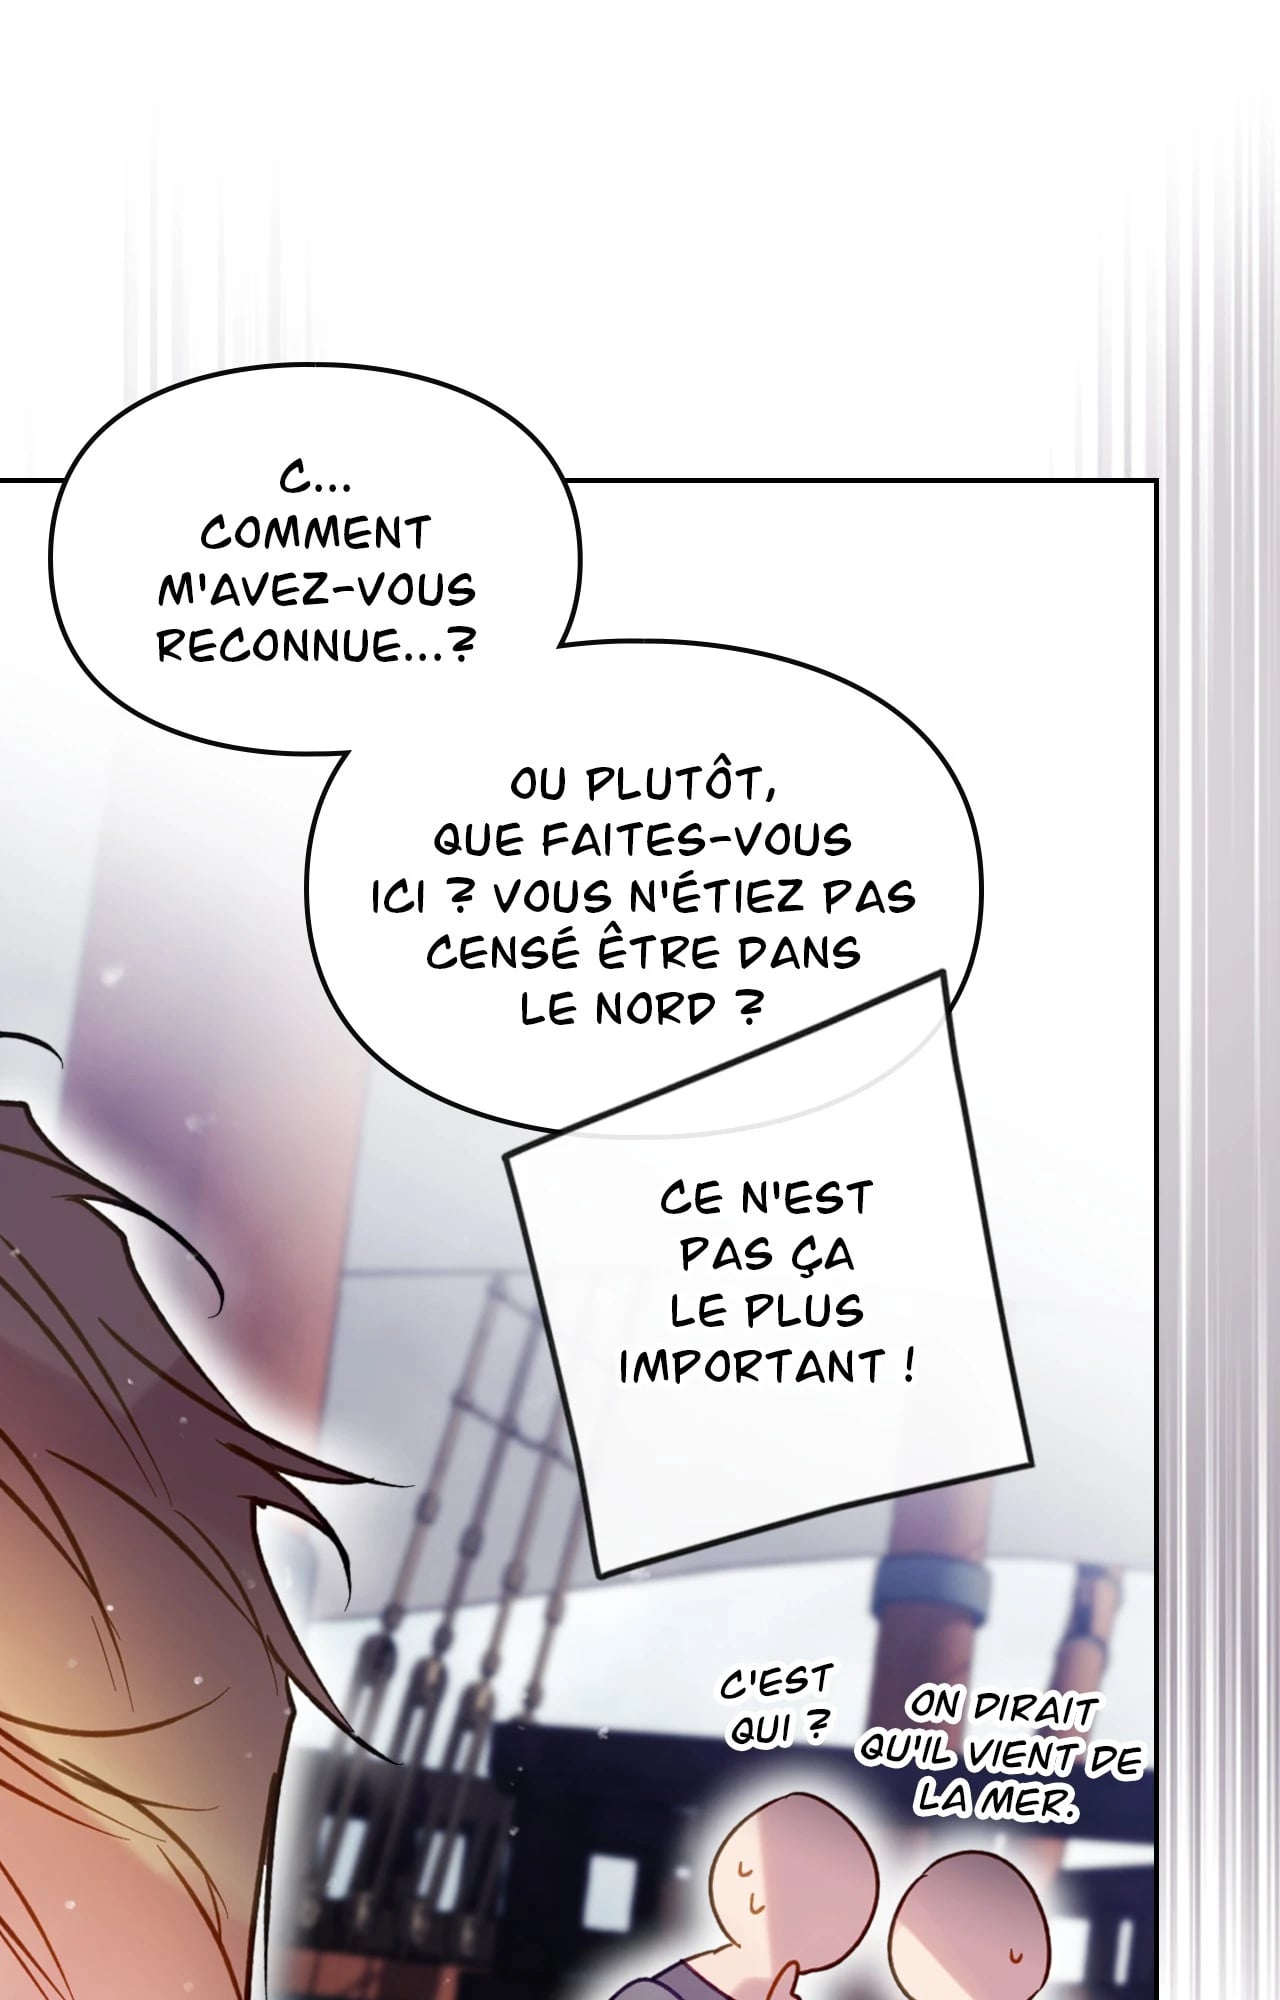 C...
COMMENT
M'AVEZ-VOUS
RECONNUE...?
OU PLUTÔT,
QUE FAITES-VOUS
ICI ? VOUS N'ÉTIEZ PAS
CENSÉ ÊTRE DANS
LE NORD ?
CE N'EST
PAS ÇA
LE PLUS
IMPORTANT !
C'EST
QUI ?
ON DIRAIT
QU'IL VIENT DE
LA MER.